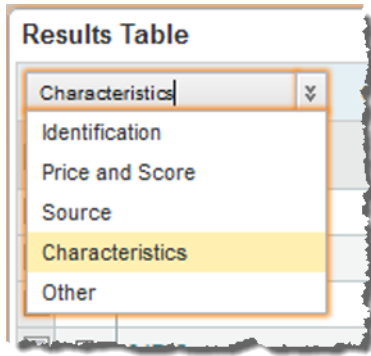 Results Table
Characteristics
Identification
Price and Score
Source
Characteristics
Other